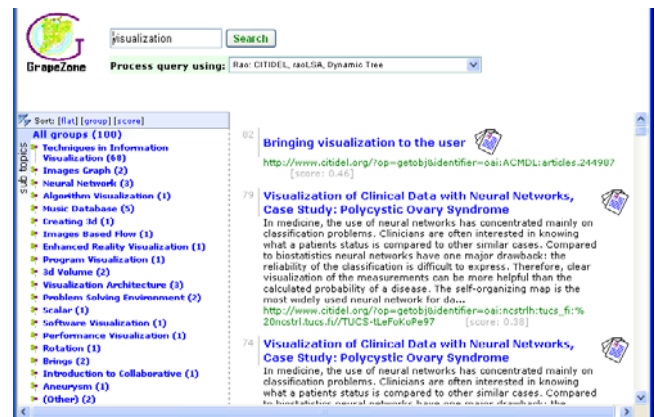 visualization
Search
GrapeZone
Process query using: Rao: CITIDEL, raoLSA, Dynamic Tree
Sort: [flat] [group] [score]
sub topics
All groups (100)
Techniques in Information
Visualization (68)
Images Graph (2)
Neural Network (3)
Algorithm Visualization (1)
Music Database (5)
Creating 3d (1)
Images Based Flow (1)
Enhanced Reality Visualization (1)
Program Visualization (1)
3d Volume (2)
Visualization Architecture (3)
Problem Solving Environment (2)
Scalar (1)
Software Visualization (1)
Performance Visualization (1)
Rotation (1)
Brings (2)
Introduction to Collaborative (1)
Aneurysm (1)
(Other) (2)
82
Bringing visualization to the user
http://www.citidel.org/?op=getobj&identifier=oai:ACMDL:articles.244987
[score: 0.46]
79
Visualization of Clinical Data with Neural Networks,
Case Study: Polycystic Ovary Syndrome
In medicine, the use of neural networks has concentrated mainly on
classification problems. Clinicians are often interested in knowing
what a patients status is compared to other similar cases. Compared
to biostatistics neural networks have one major drawback: the
reliability of the classification is difficult to express. Therefore, clear
visualization of the measurements can be more helpful than the
calculated probability of a disease. The self-organizing map is the
most widely used neural network for da...
http://www.citidel.org/?op=getobj&identifier=oai:ncstrlh:tucs_fi:%
20ncstrl.tucs.fi//TUCS-tLeFoKoPe97 [score: 0.38]
74
Visualization of Clinical Data with Neural Networks,
Case Study: Polycystic Ovary Syndrome
In medicine, the use of neural networks has concentrated mainly on
classification problems. Clinicians are often interested in knowing
what a patients status is compared to other similar cases. Compared
to biostatistics neural networks have one major drawback: the